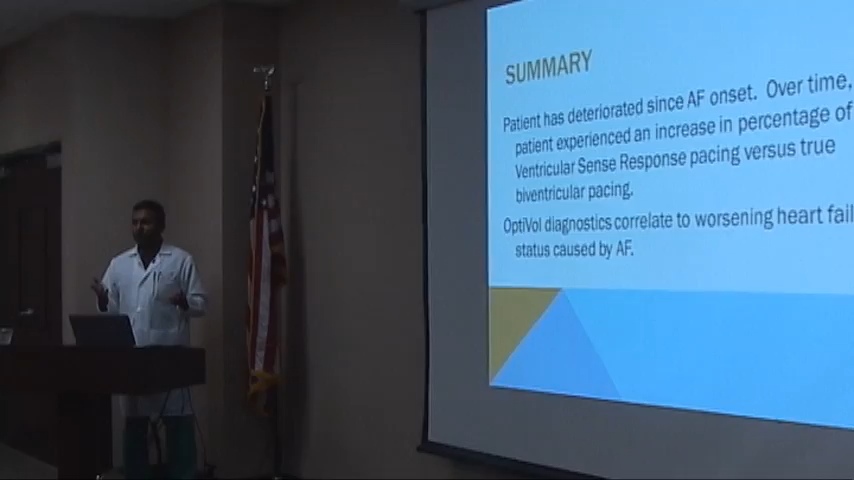 SUMMARY
Patient has deteriorated since AF onset. Over time,
patient experienced an increase in percentage of
Ventricular Sense Response pacing versus true
biventricular pacing.
OptiVol diagnostics correlate to worsening heart fail
status caused by AF.